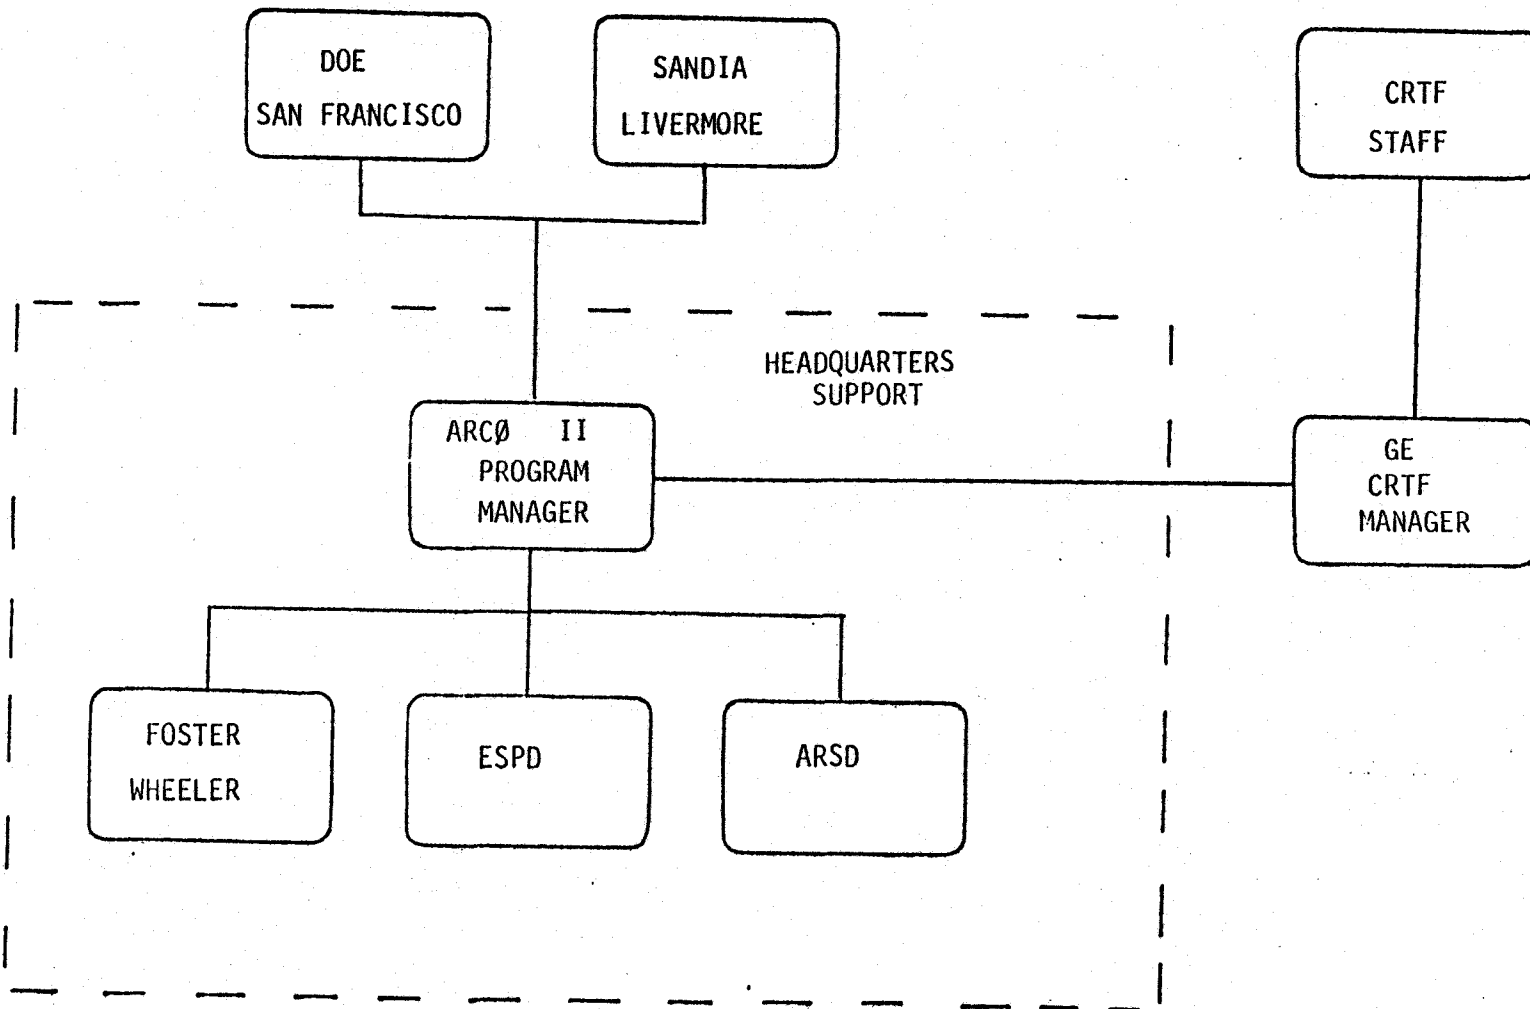 DOE
SAN FRANCISCO
SANDIA
LIVERMORE
CRTF
STAFF
HEADQUARTERS
SUPPORT
ARCØ II
PROGRAM
MANAGER
GE
CRTF
MANAGER
FOSTER
WHEELER
ESPD
ARSD